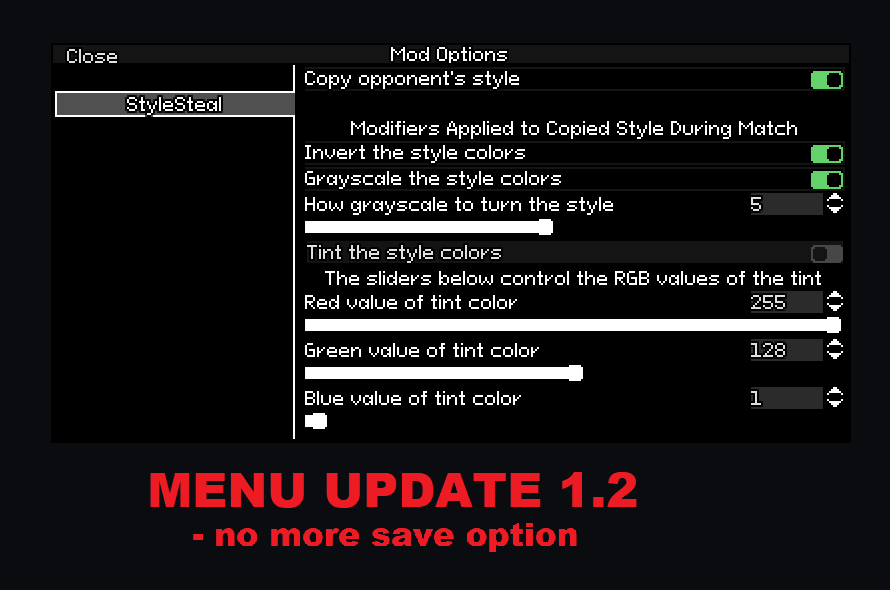 Close
Mod Options
StyleSteal
Copy opponent's style
Modifiers Applied to Copied Style During Match
Invert the style colors
Grayscale the style colors
How grayscale to turn the style 5
Tint the style colors
The sliders below control the RGB values of the tint
Red value of tint color 255
Green value of tint color 128
Blue value of tint color 1
MENU UPDATE 1.2
- no more save option